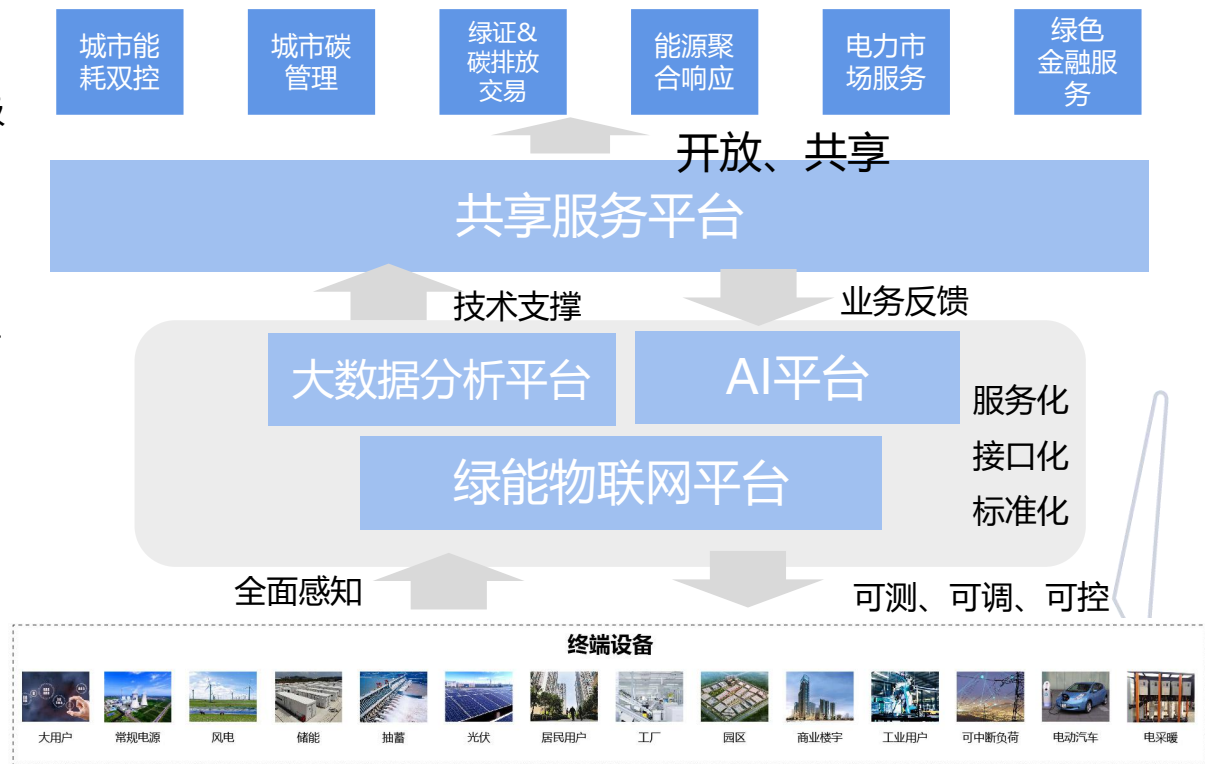 城市能
耗双控
城市碳
管理
绿证&
碳排放
交易
能源聚
合响应
电力市
场服务
绿色
金融服
务
开放、共享
共享服务平台
技术支撑
业务反馈
大数据分析平台
AI平台
服务化
接口化
标准化
绿能物联网平台
全面感知
可测、可调、可控
终端设备
大用户
常规电源
风电
储能
抽蓄
光伏
居民用户
工厂
园区
商业楼宇
工业用户
可中断负荷
电动汽车
电采暖